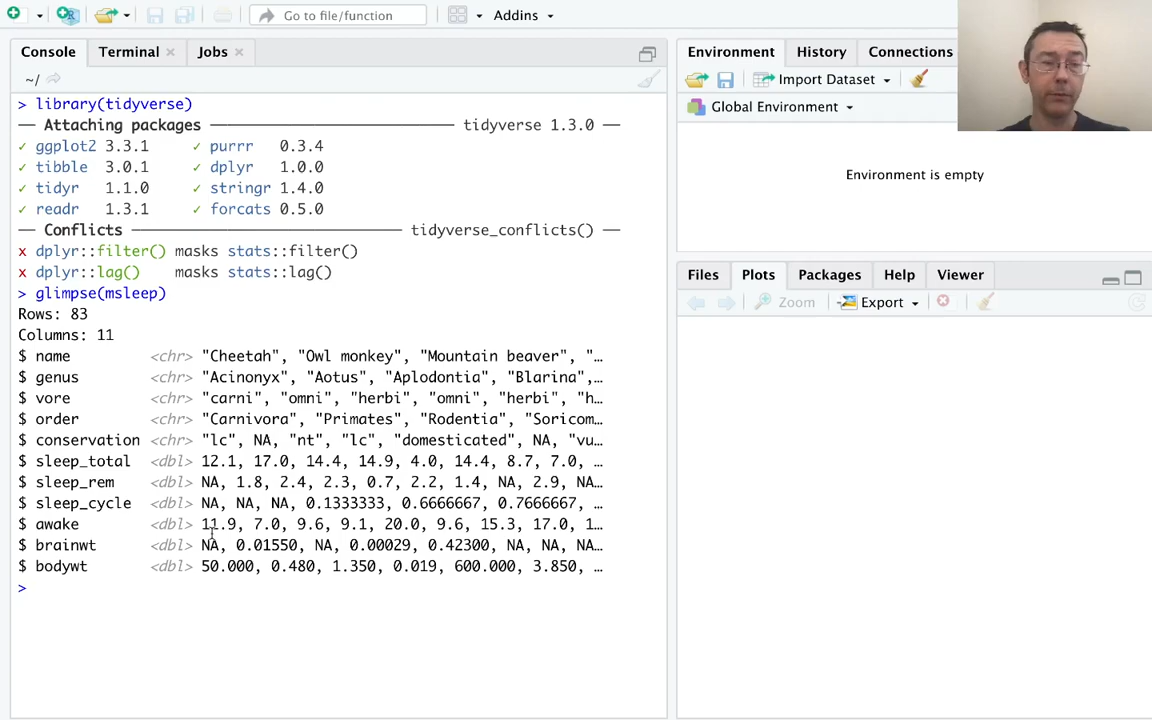 Go to file/function
Addins
Console
Terminal
Jobs
~/
> library(tidyverse)
── Attaching packages ──────────────────── tidyverse 1.3.0 ──
✓ ggplot2 3.3.1 ✓ purrr 0.3.4
✓ tibble 3.0.1 ✓ dplyr 1.0.0
✓ tidyr 1.1.0 ✓ stringr 1.4.0
✓ readr 1.3.1 ✓ forcats 0.5.0
── Conflicts ─────────────── tidyverse_conflicts() ──
x dplyr::filter() masks stats::filter()
x dplyr::lag() masks stats::lag()
> glimpse(msleep)
Rows: 83
Columns: 11
$ name <chr> "Cheetah", "Owl monkey", "Mountain beaver", "…
$ genus <chr> "Acinonyx", "Aotus", "Aplodontia", "Blarina",…
$ vore <chr> "carni", "omni", "herbi", "omni", "herbi", "h…
$ order <chr> "Carnivora", "Primates", "Rodentia", "Soricom…
$ conservation <chr> "lc", NA, "nt", "lc", "domesticated", NA, "vu…
$ sleep_total <dbl> 12.1, 17.0, 14.4, 14.9, 4.0, 14.4, 8.7, 7.0, …
$ sleep_rem <dbl> NA, 1.8, 2.4, 2.3, 0.7, 2.2, 1.4, NA, 2.9, NA…
$ sleep_cycle <dbl> NA, NA, NA, 0.1333333, 0.6666667, 0.7666667, …
$ awake <dbl> 11.9, 7.0, 9.6, 9.1, 20.0, 9.6, 15.3, 17.0, 1…
$ brainwt <dbl> NA, 0.01550, NA, 0.00029, 0.42300, NA, NA, NA…
$ bodywt <dbl> 50.000, 0.480, 1.350, 0.019, 600.000, 3.850, …
>
Environment
History
Connections
Import Dataset
Global Environment
Environment is empty
Files
Plots
Packages
Help
Viewer
Zoom
Export